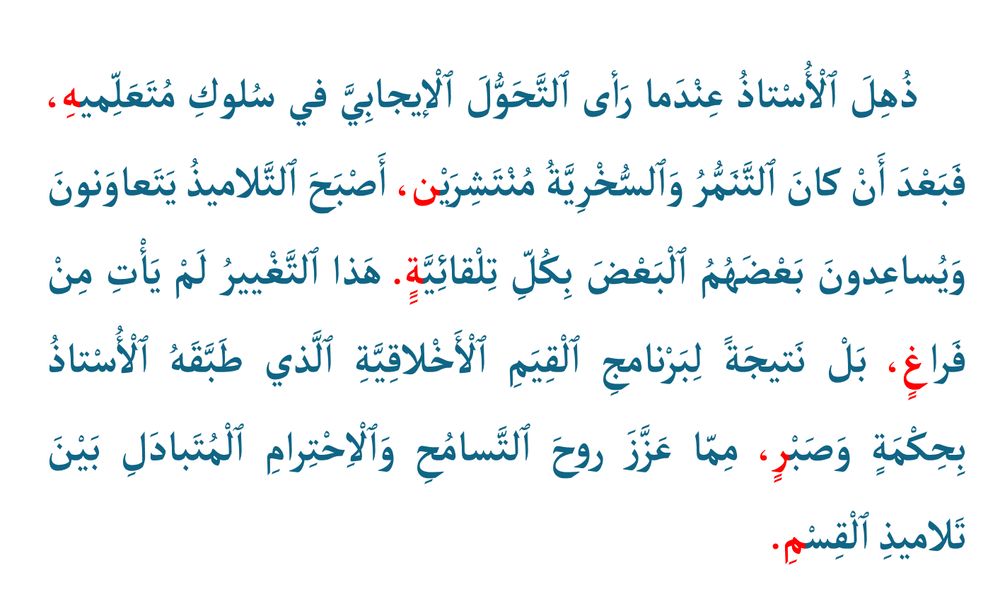 ذُهِلَ ٱلْأُسْتاذُ عِنْدَما رَأى ٱلتَّحَوُّلَ ٱلْإيجابِيَّ في سُلوكِ مُتَعَلِّميهِ،
فَبَعْدَ أَنْ كانَ ٱلتَّنَمُّرُ وَٱلسُّخْرِيَّةُ مُنْتَشِرَيْن، أَصْبَحَ ٱلتَّلاميذُ يَتَعاوَنونَ
وَيُساعِدونَ بَعْضَهُمُ ٱلْبَعْضَ بِكُلِّ تِلْقائِيَّةٍ. هَذا ٱلتَّغْييرُ لَمْ يَأْتِ مِنْ
فَراغٍ، بَلْ نَتيجَةً لِبَرْنامجِ ٱلْقِيَمِ ٱلْأَخْلاقِيَّةِ ٱلَّذي طَبَّقَهُ ٱلْأُسْتاذُ
بِحِكْمَةٍ وَصَبْرٍ، مِمّا عَزَّزَ روحَ ٱلتَّسامُحِ وَٱلْاِحْتِرامِ ٱلْمُتَبادَلِ بَيْنَ
تَلاميذِ ٱلْقِسْمِ.